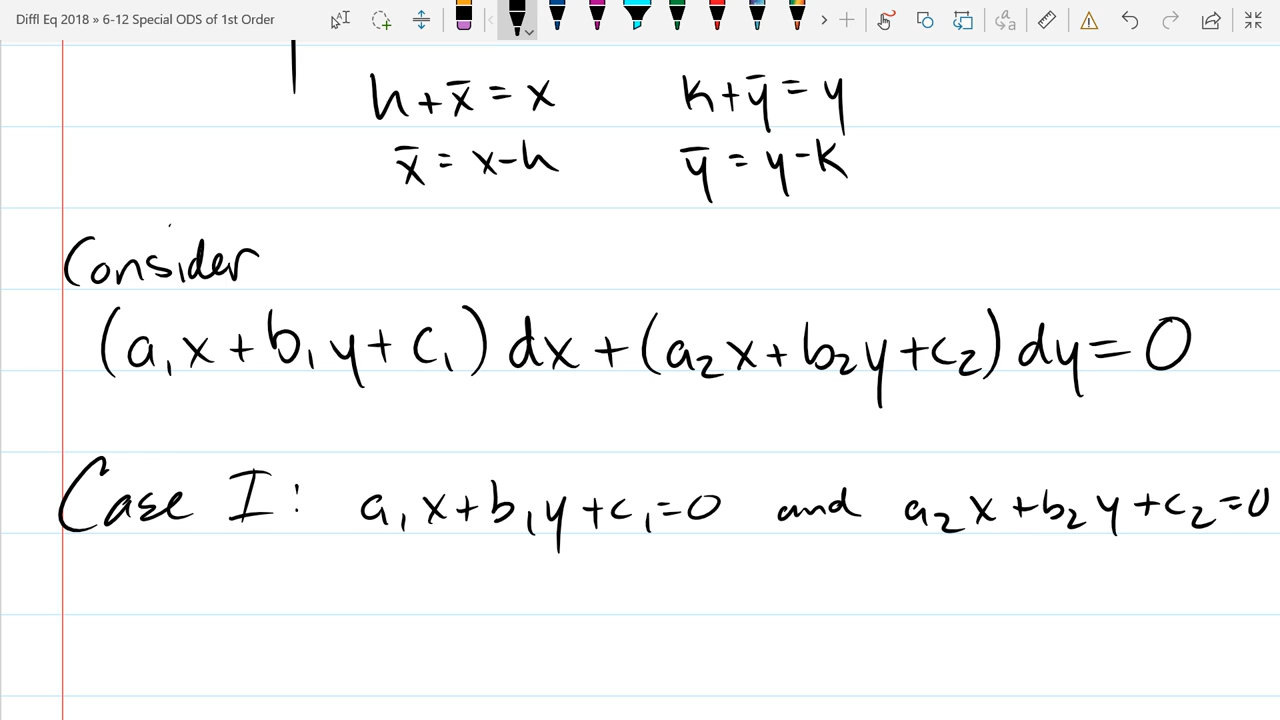 Diffl Eq 2018 » 6-12 Special ODS of 1st Order
h+x̄=x k+ȳ=y
x̄=x-h ȳ=y-k
Consider
(a₁x+b₁y+c₁)dx+(a₂x+b₂y+c₂)dy=0
Case I: a₁x+b₁y+c₁=0 and a₂x+b₂y+c₂=0